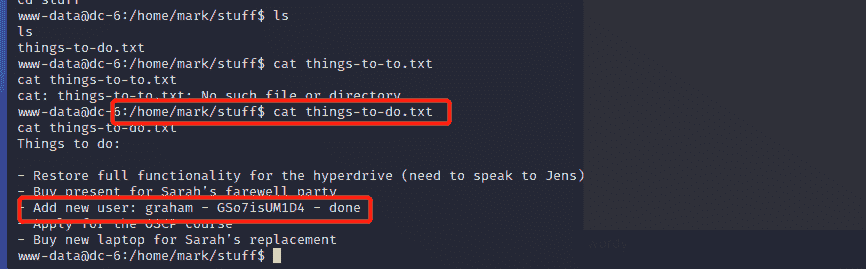 www-data@dc-6:/home/mark/stuff$ ls
ls
things-to-do.txt
www-data@dc-6:/home/mark/stuff$ cat things-to-to.txt
cat things-to-to.txt
cat: things-to-to.txt: No such file or directory
www-data@dc-6:/home/mark/stuff$ cat things-to-do.txt
cat things-to-do.txt
Things to do:
- Restore full functionality for the hyperdrive (need to speak to Jens)
- Buy present for Sarah's farewell party
- Add new user: graham - GSo7isUM1D4 - done
- Apply for the OSCP course
- Buy new laptop for Sarah's replacement
www-data@dc-6:/home/mark/stuff$